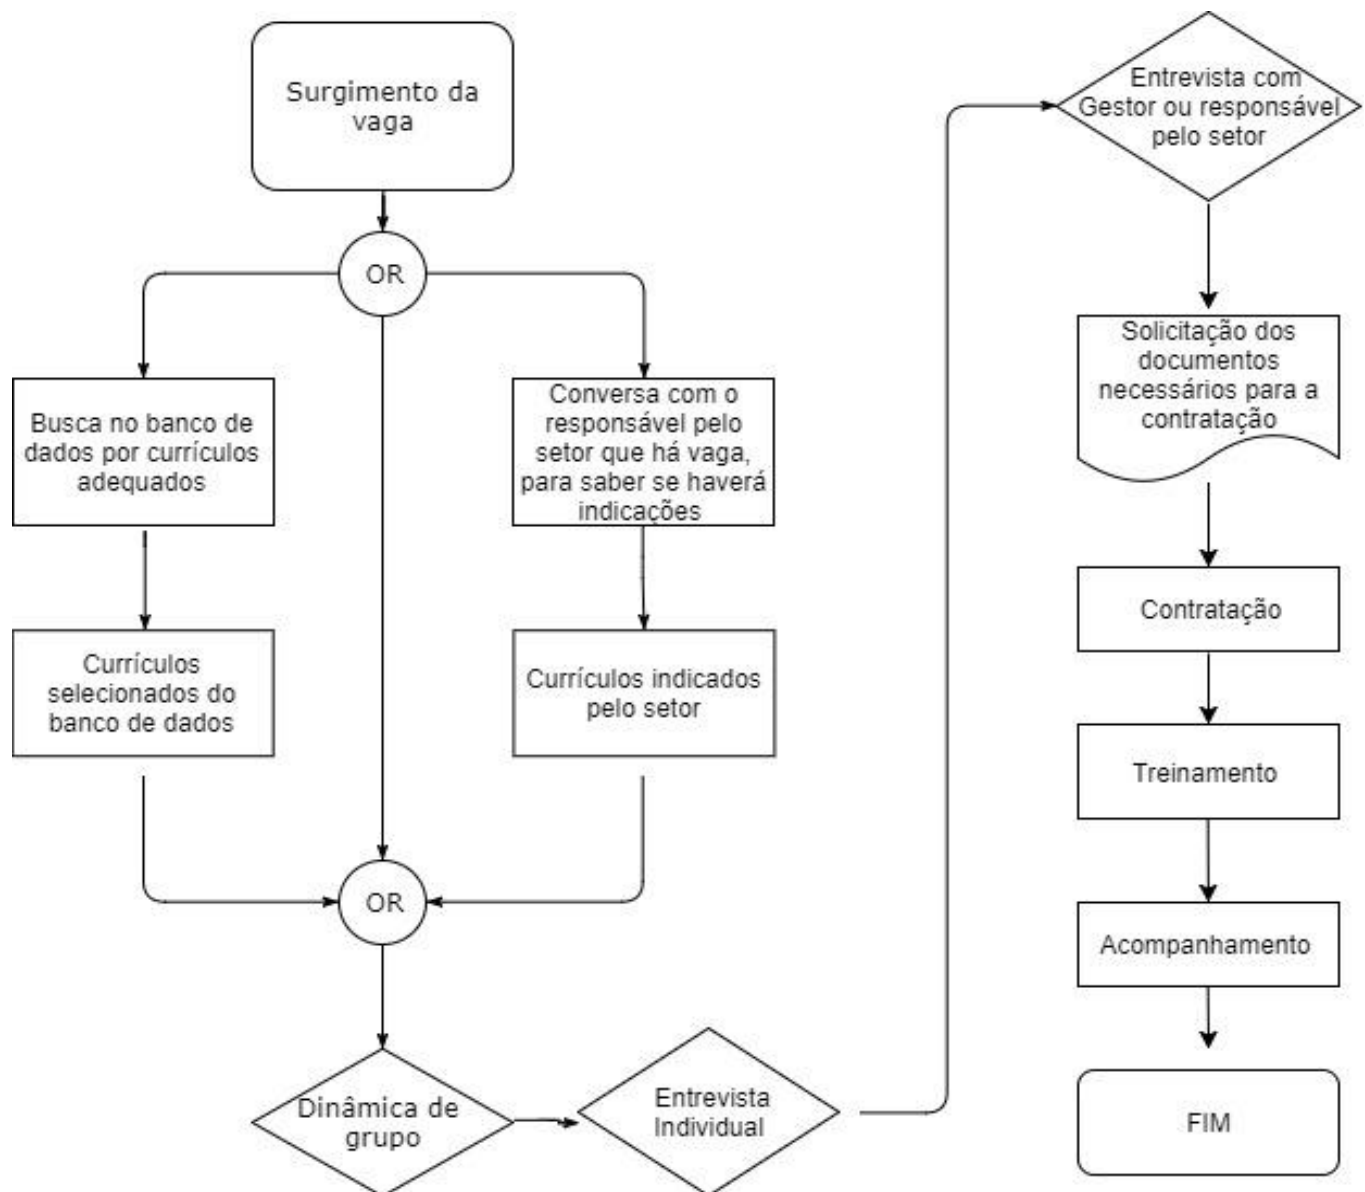 Surgimento da
vaga
OR
Busca no banco de
dados por currículos
adequados
Conversa com o
responsável pelo
setor que há vaga,
para saber se haverá
indicações
Currículos
selecionados do
banco de dados
Currículos indicados
pelo setor
OR
Dinâmica de
grupo
Entrevista
Individual
Entrevista com
Gestor ou responsável
pelo setor
Solicitação dos
documentos
necessários para a
contratação
Contratação
Treinamento
Acompanhamento
FIM